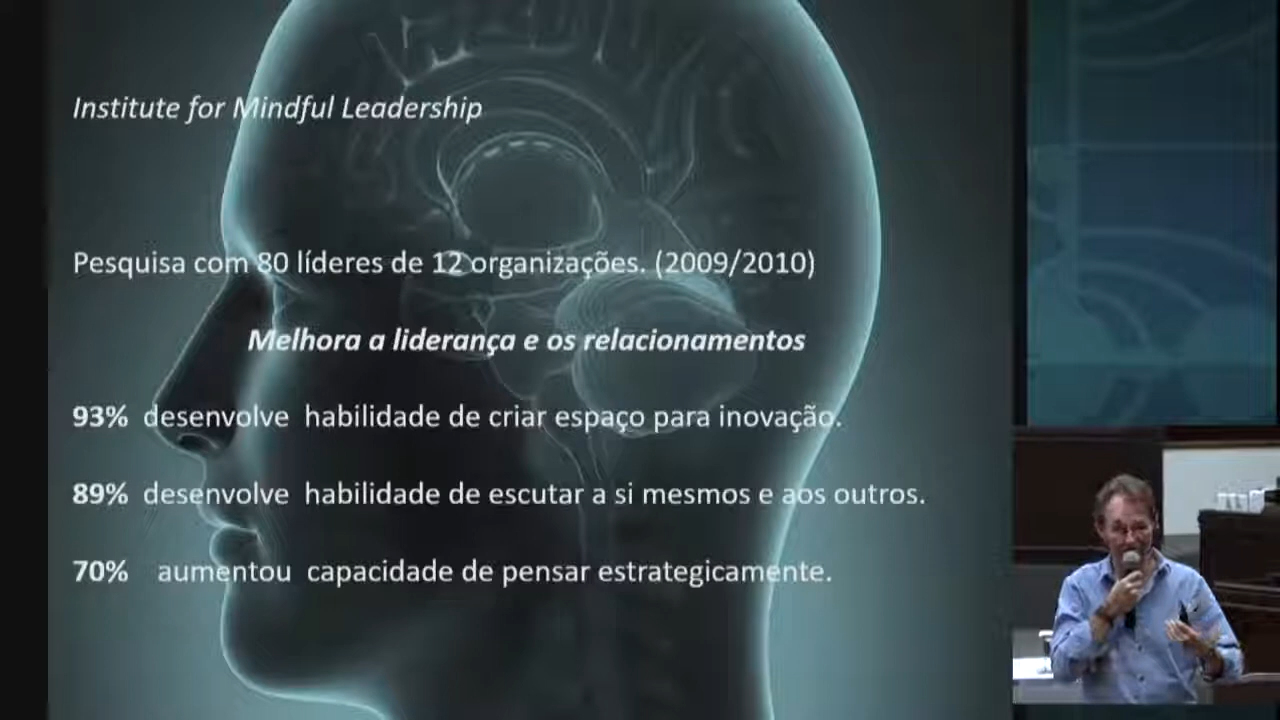 Institute for Mindful Leadership
Pesquisa com 80 líderes de 12 organizações. (2009/2010)
Melhora a liderança e os relacionamentos
93% desenvolve habilidade de criar espaço para inovação.
89% desenvolve habilidade de escutar a si mesmos e aos outros.
70% aumentou capacidade de pensar estrategicamente.